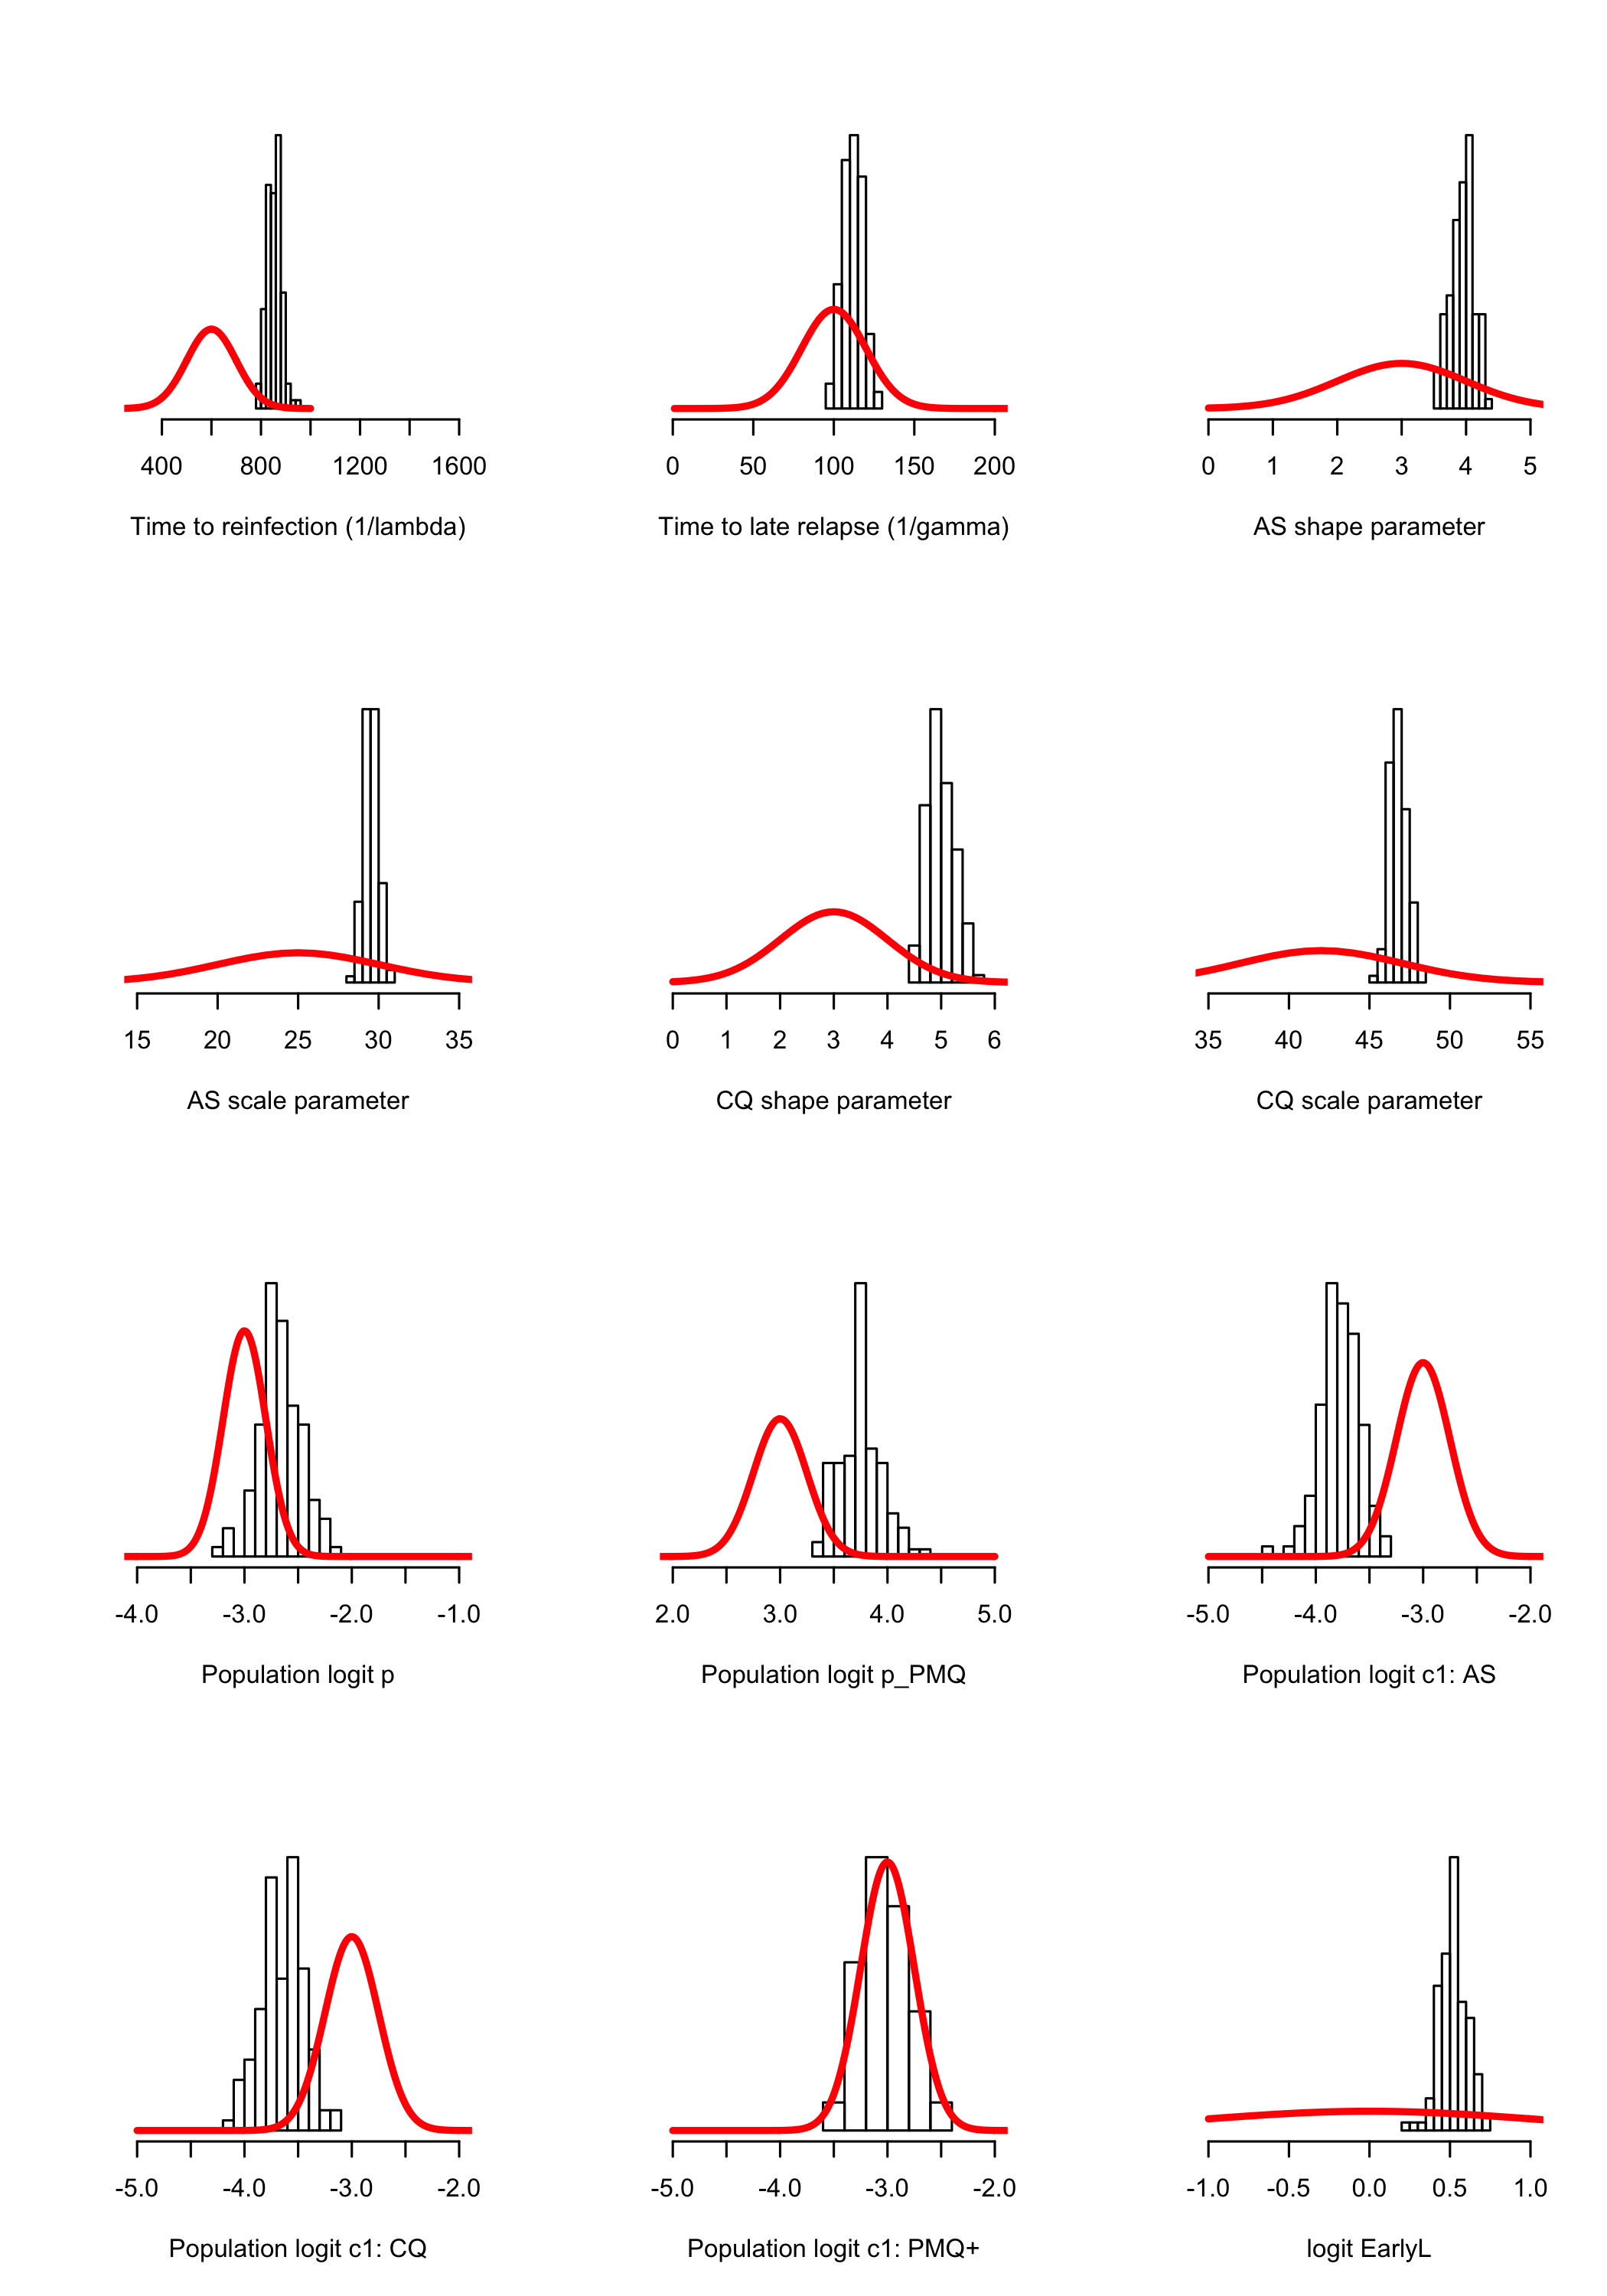 400 800 1200 1600
Time to reinfection (1/lambda)
0 50 100 150 200
Time to late relapse (1/gamma)
0 1 2 3 4 5
AS shape parameter
15 20 25 30 35
AS scale parameter
0 1 2 3 4 5 6
CQ shape parameter
35 40 45 50 55
CQ scale parameter
-4.0 -3.0 -2.0 -1.0
Population logit p
2.0 3.0 4.0 5.0
Population logit p_PMQ
-5.0 -4.0 -3.0 -2.0
Population logit c1: AS
-5.0 -4.0 -3.0 -2.0
Population logit c1: CQ
-5.0 -4.0 -3.0 -2.0
Population logit c1: PMQ+
-1.0 -0.5 0.0 0.5 1.0
logit EarlyL